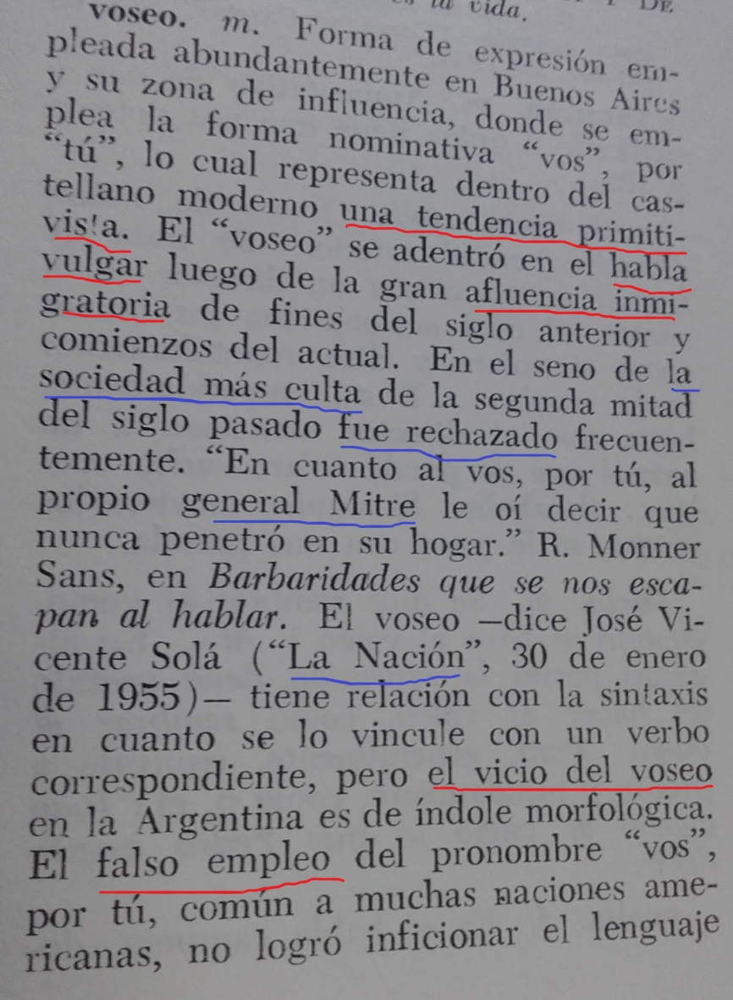 es la vida.
DE
voseo. m. Forma de expresión em-
pleada abundantemente en Buenos Aires
y su zona de influencia, donde se em-
plea la forma nominativa “vos”, por
“tú”, lo cual representa dentro del cas-
tellano moderno una tendencia primiti-
vista. El “voseo” se adentró en el habla
vulgar luego de la gran afluencia inmi-
gratoria de fines del siglo anterior y
comienzos del actual. En el seno de la
sociedad más culta de la segunda mitad
del siglo pasado fue rechazado frecuen-
temente. “En cuanto al vos, por tú, al
propio general Mitre le oí decir que
nunca penetró en su hogar.” R. Monner
Sans, en Barbaridades que se nos esca-
pan al hablar. El voseo —dice José Vi-
cente Solá (“La Nación”, 30 de enero
de 1955)— tiene relación con la sintaxis
en cuanto se lo vincule con un verbo
correspondiente, pero el vicio del voseo
en la Argentina es de índole morfológica.
El falso empleo del pronombre “vos”,
por tú, común a muchas naciones ame-
ricanas, no logró inficionar el lenguaje